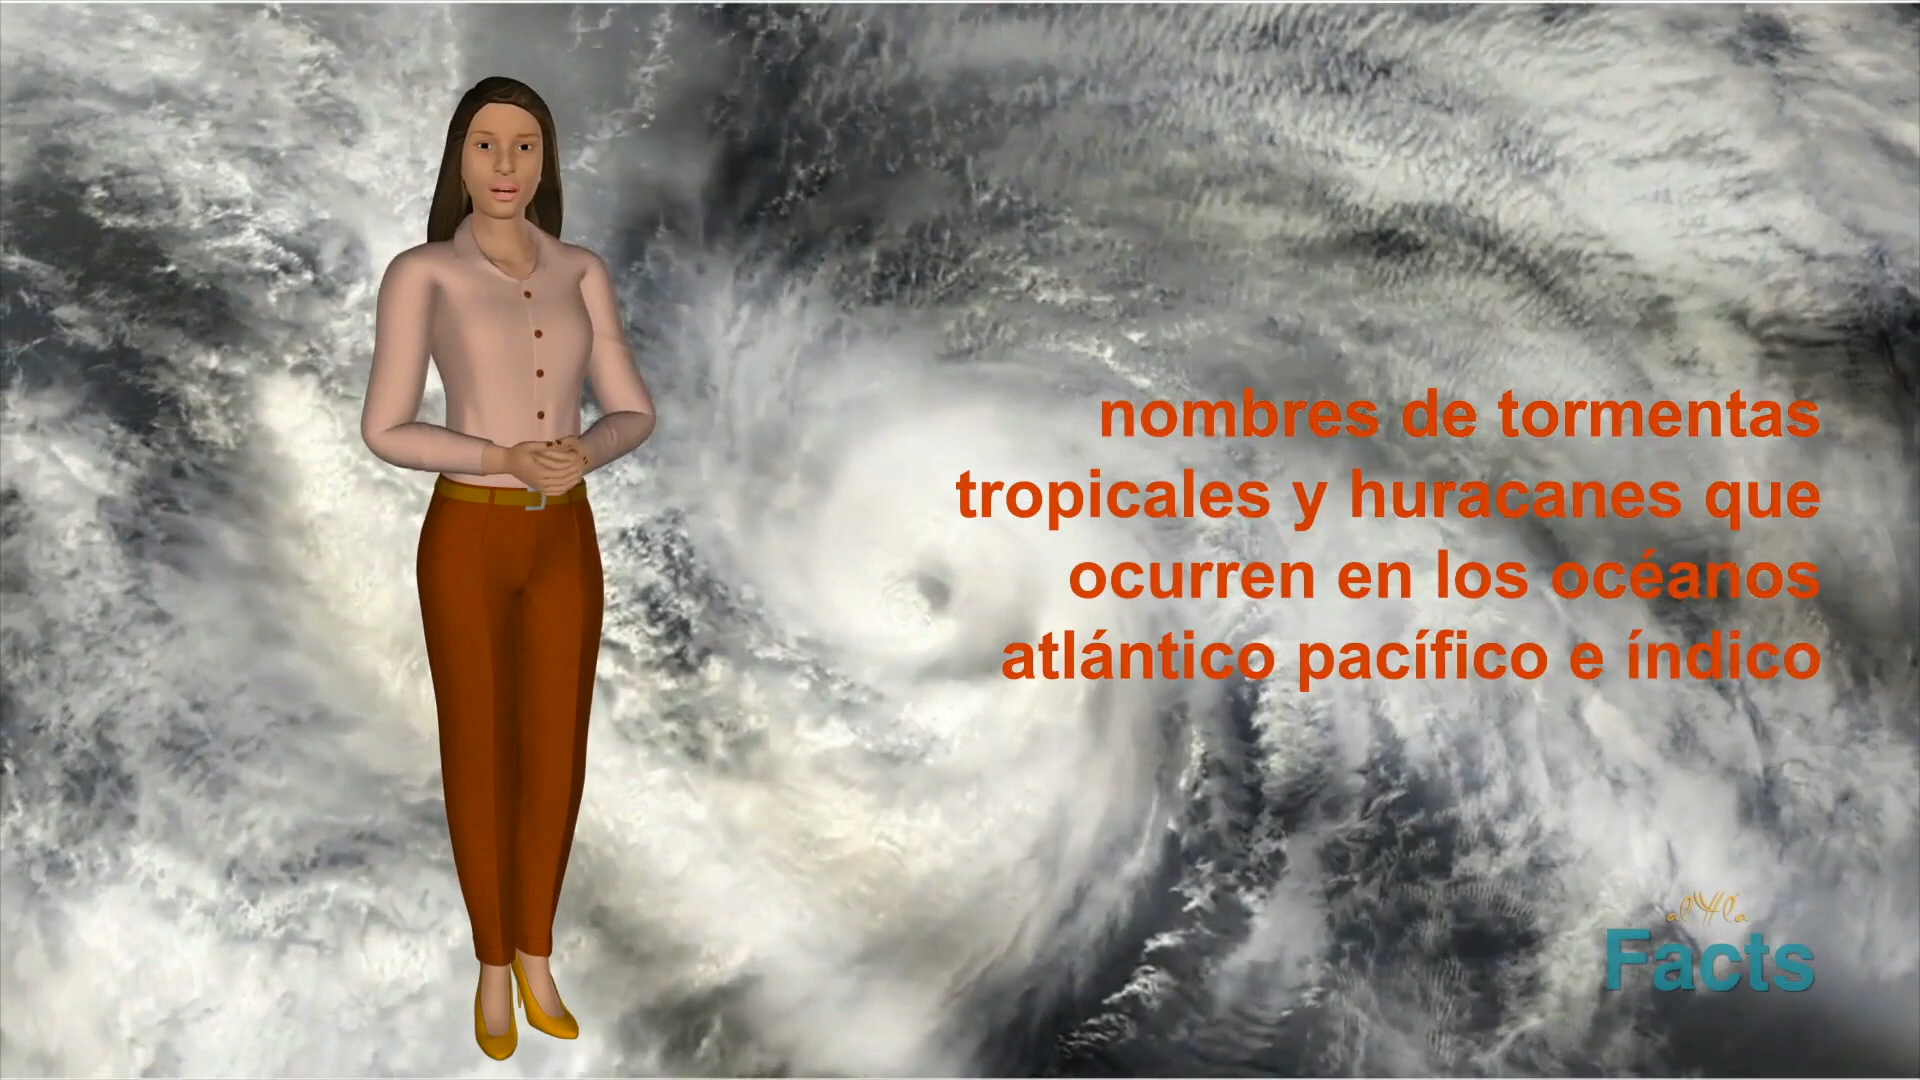 nombres de tormentas
tropicales y huracanes que
ocurren en los océanos
atlántico pacífico e índico
Facts